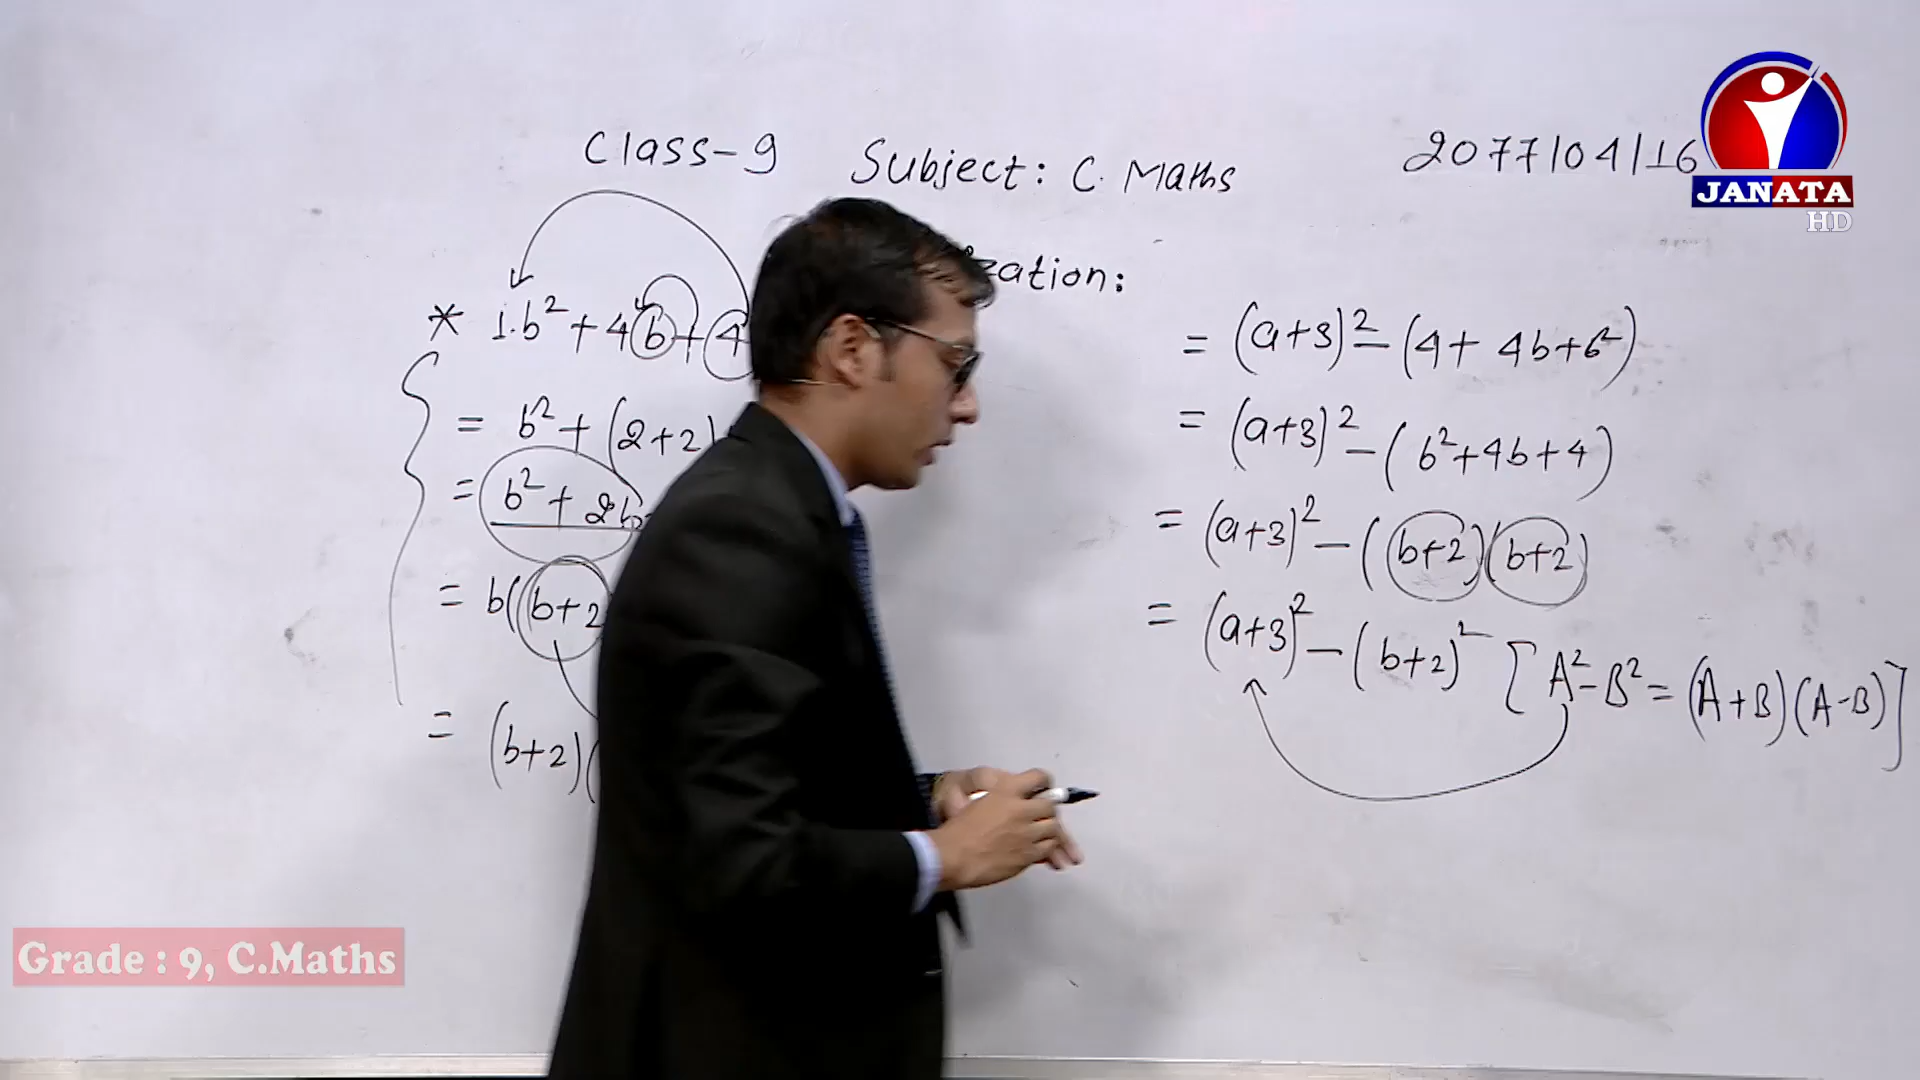 Class-9 Subject: C. Maths 2077/04/16
JANATA
HD
* 1.b² + 4b + 4
= b² + (2+2)
= b² + 2b
= b(b+2
= (b+2)(
= (a+3)² - (4 + 4b + b²)
= (a+3)² - (b² + 4b + 4)
= (a+3)² - (b+2)(b+2)
= (a+3)² - (b+2)² [A² - B² = (A+B)(A-B)]
Grade : 9, C.Maths